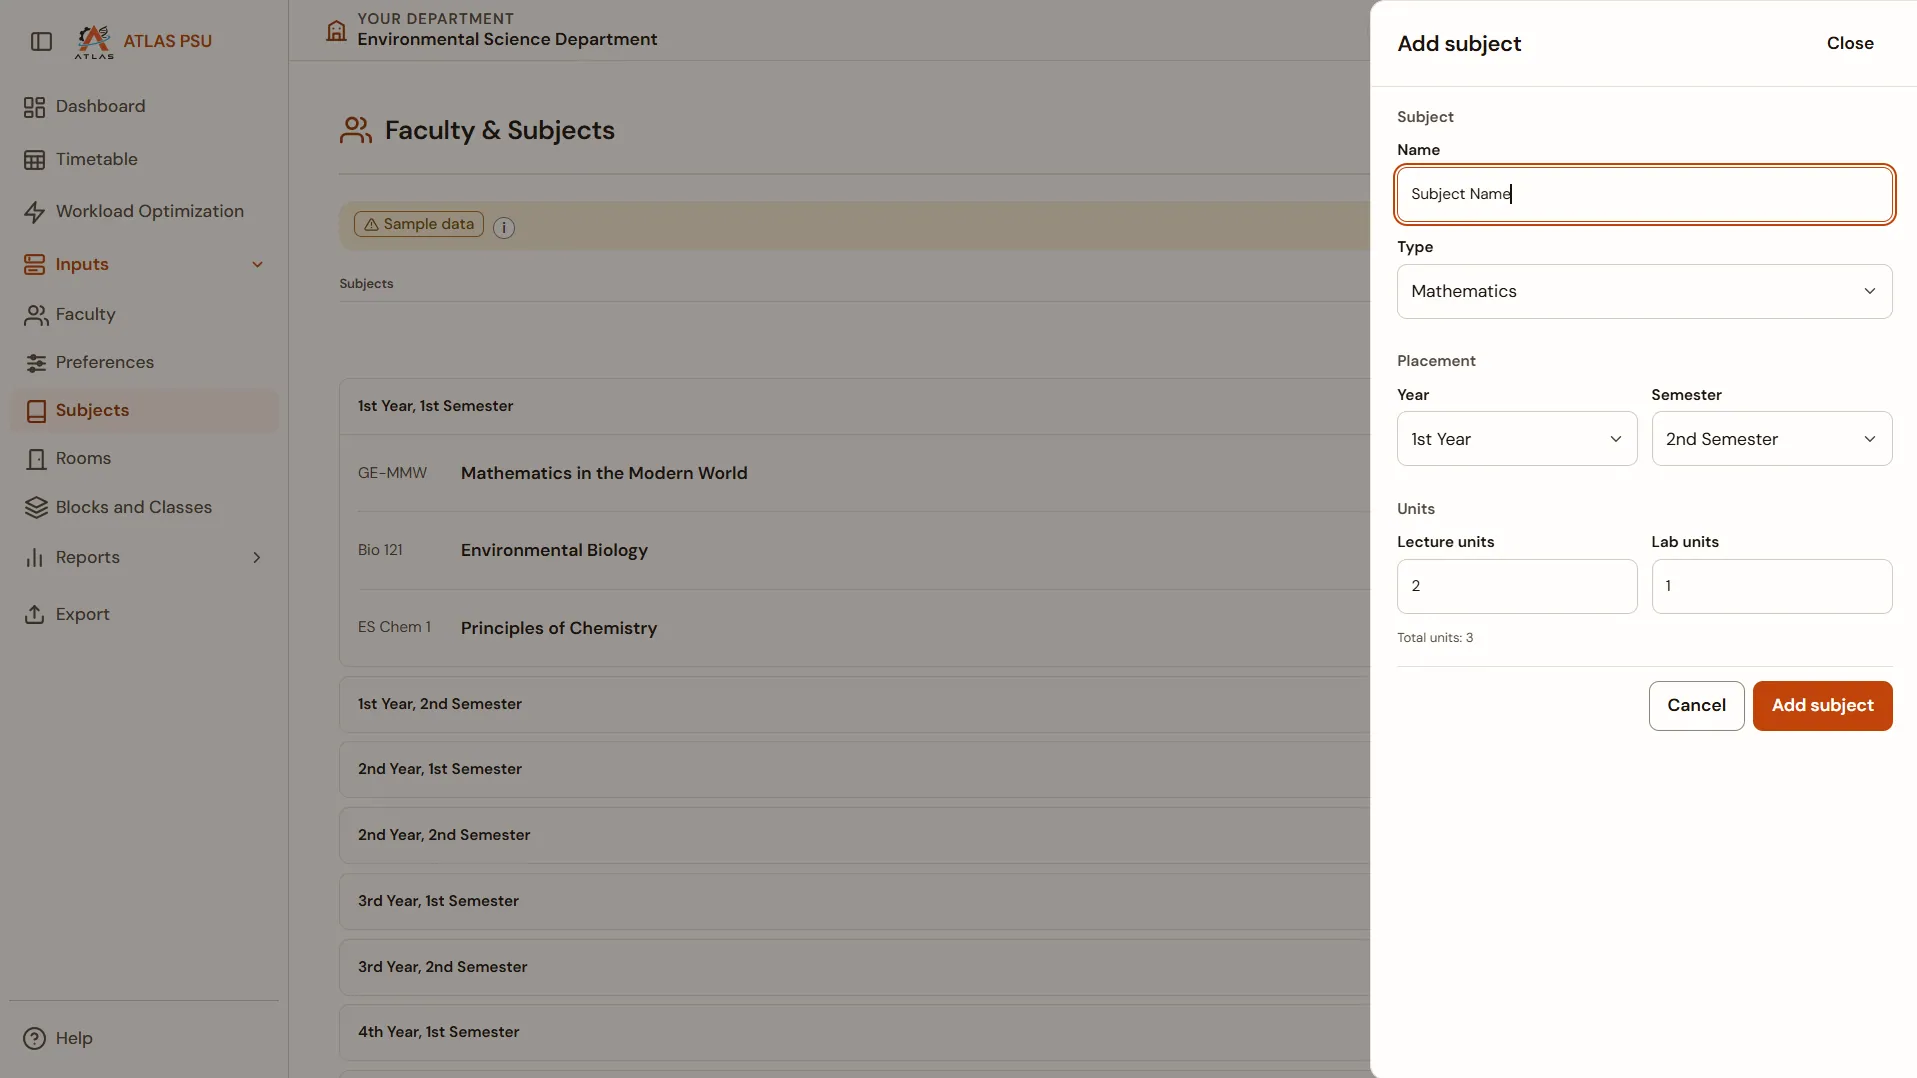 ATLAS
ATLAS PSU
Dashboard
Timetable
Workload Optimization
Inputs
Faculty
Preferences
Subjects
Rooms
Blocks and Classes
Reports
Export
Help
YOUR DEPARTMENT
Environmental Science Department
Faculty & Subjects
Sample data
i
Subjects
1st Year, 1st Semester
GE-MMW Mathematics in the Modern World
Bio 121 Environmental Biology
ES Chem 1 Principles of Chemistry
1st Year, 2nd Semester
2nd Year, 1st Semester
2nd Year, 2nd Semester
3rd Year, 1st Semester
3rd Year, 2nd Semester
4th Year, 1st Semester
Add subject Close
Subject
Name
Subject Name
Type
Mathematics
Placement
Year Semester
1st Year 2nd Semester
Units
Lecture units Lab units
2 1
Total units: 3
Cancel Add subject